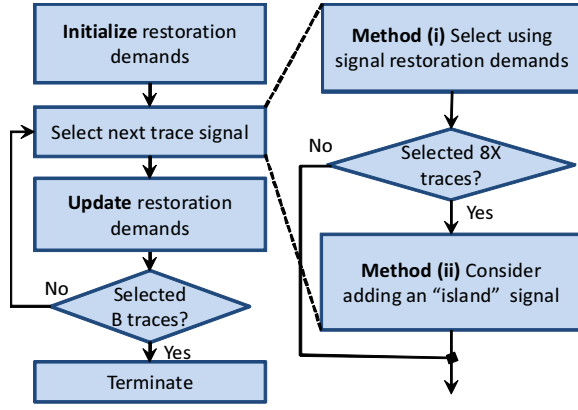 Initialize restoration
demands
Select next trace signal
Update restoration
demands
No
Selected
B traces?
Yes
Terminate
Method (i) Select using
signal restoration demands
No
Selected 8X
traces?
Yes
Method (ii) Consider
adding an “island” signal